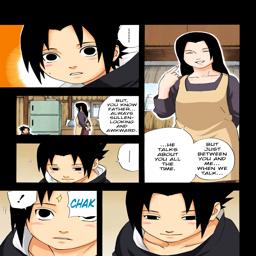 ...
BUT,
YOU KNOW
FATHER...
ALWAYS
SULLEN-
LOOKING
AND
AWKWARD.
BUT
JUST
BETWEEN
YOU AND
ME...
WHEN WE
TALK...
...HE
TALKS
ABOUT
YOU ALL
THE
TIME.
...
!
CHAK